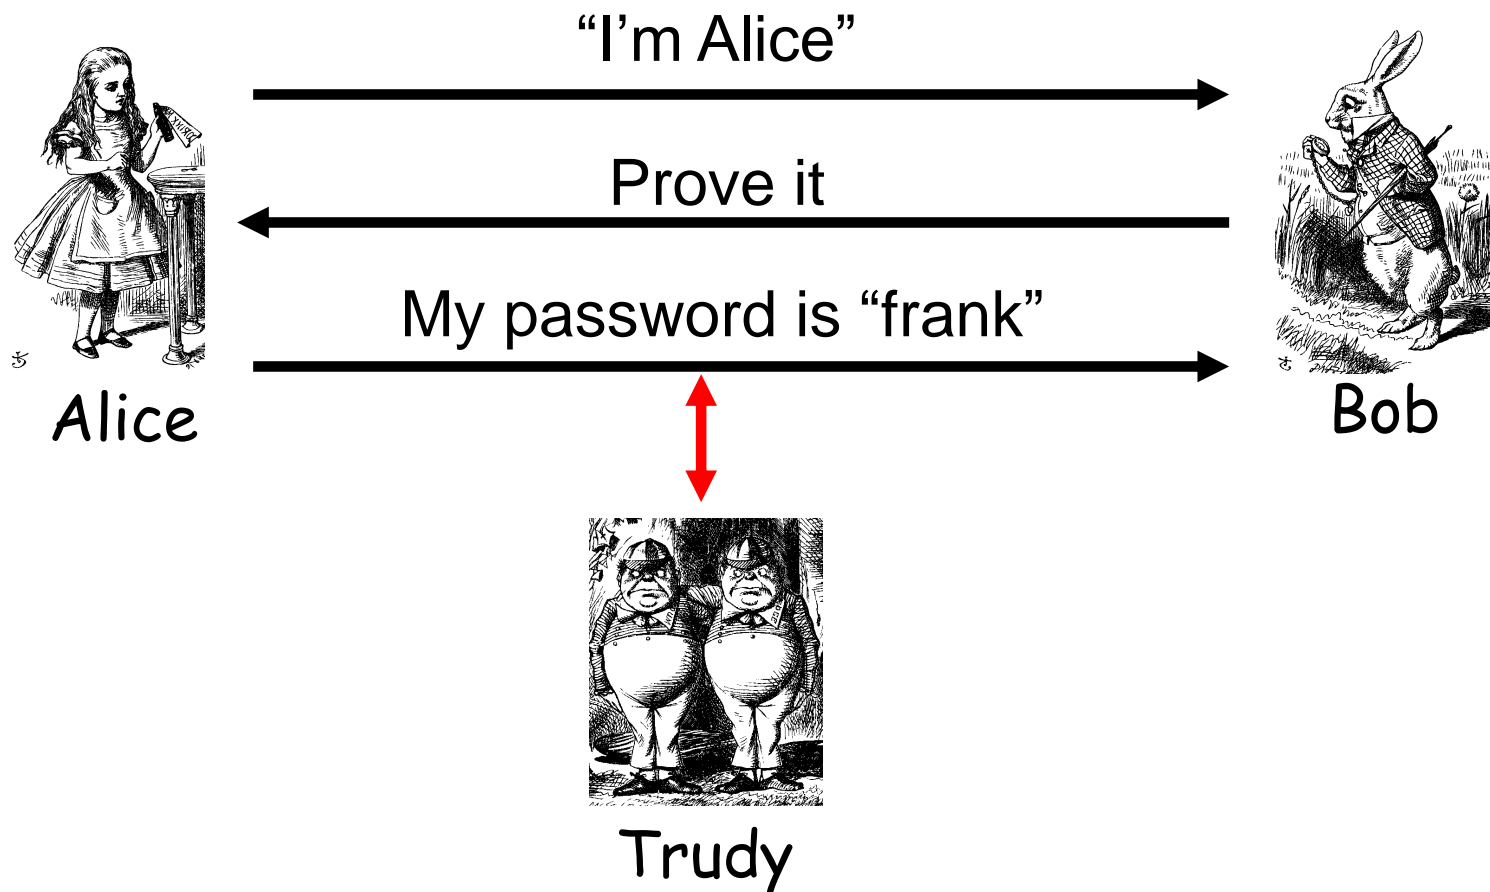 “I’m Alice”
Prove it
My password is “frank”
Alice
Bob
Trudy